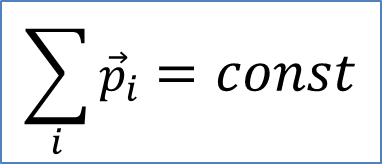 ∑ᵢ p⃗ᵢ = const